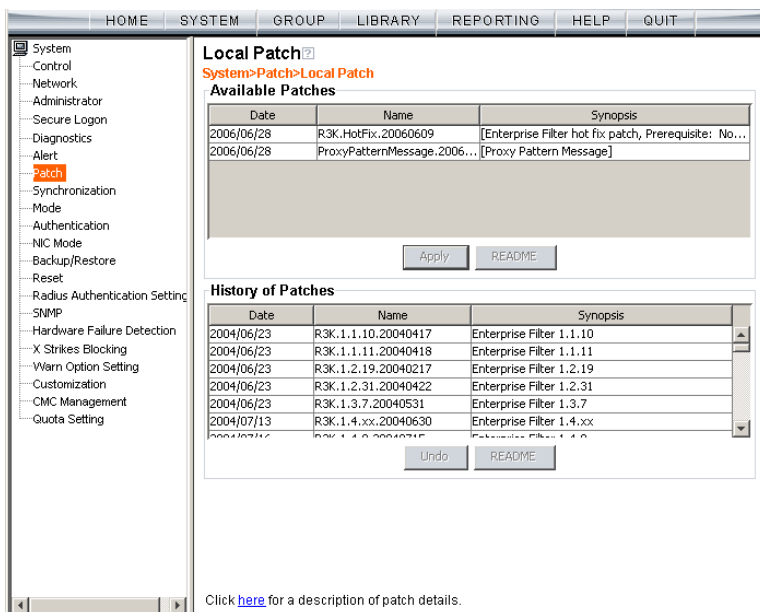 HOME SYSTEM GROUP LIBRARY REPORTING HELP QUIT
System
Control
Network
Administrator
Secure Logon
Diagnostics
Alert
Patch
Synchronization
Mode
Authentication
NIC Mode
Backup/Restore
Reset
Radius Authentication Setting
SNMP
Hardware Failure Detection
X Strikes Blocking
Warn Option Setting
Customization
CMC Management
Quota Setting
Local Patch ?
System>Patch>Local Patch
Available Patches
Date Name Synopsis
2006/06/28 R3K.HotFix.20060609 [Enterprise Filter hot fix patch, Prerequisite: No...
2006/06/28 ProxyPatternMessage.2006... [Proxy Pattern Message]
Apply README
History of Patches
Date Name Synopsis
2004/06/23 R3K.1.1.10.20040417 Enterprise Filter 1.1.10
2004/06/23 R3K.1.1.11.20040418 Enterprise Filter 1.1.11
2004/06/23 R3K.1.2.19.20040217 Enterprise Filter 1.2.19
2004/06/23 R3K.1.2.31.20040422 Enterprise Filter 1.2.31
2004/06/23 R3K.1.3.7.20040531 Enterprise Filter 1.3.7
2004/07/13 R3K.1.4.xx.20040630 Enterprise Filter 1.4.xx
Undo README
Click here for a description of patch details.